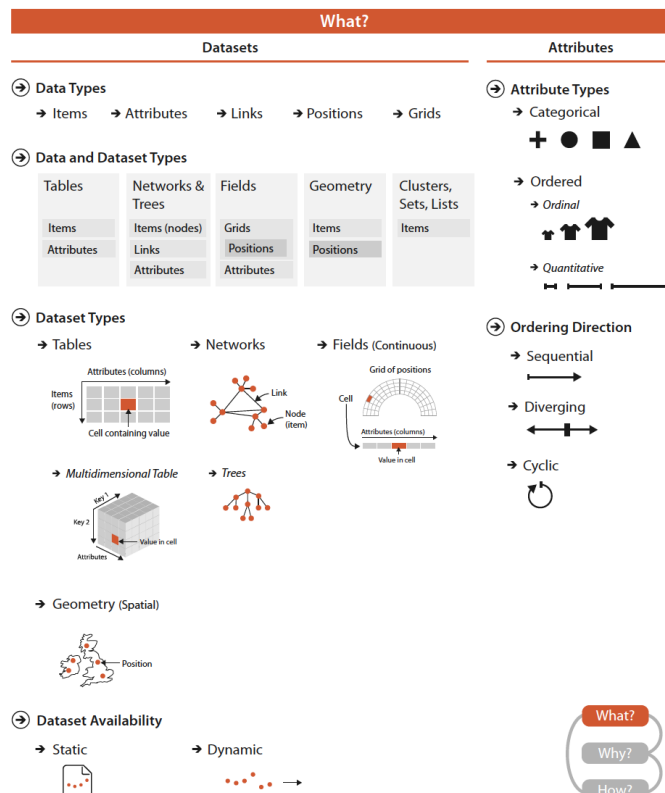 What?
Datasets
Attributes
Data Types
Items
Attributes
Links
Positions
Grids
Data and Dataset Types
Tables
Items
Attributes
Networks &
Trees
Items (nodes)
Links
Attributes
Fields
Grids
Positions
Attributes
Geometry
Items
Positions
Clusters,
Sets, Lists
Items
Dataset Types
Tables
Attributes (columns)
Items
(rows)
Cell containing value
Networks
Link
Node
(item)
Fields (Continuous)
Grid of positions
Cell
Attributes (columns)
Value in cell
Multidimensional Table
Key 1
Key 2
Value in cell
Attributes
Trees
Geometry (Spatial)
Position
Dataset Availability
Static
Dynamic
Attribute Types
Categorical
Ordered
Ordinal
Quantitative
Ordering Direction
Sequential
Diverging
Cyclic
What?
Why?
How?